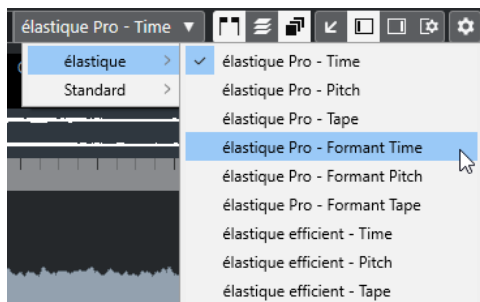 élastique Pro - Time
élastique
Standard
élastique Pro - Time
élastique Pro - Pitch
élastique Pro - Tape
élastique Pro - Formant Time
élastique Pro - Formant Pitch
élastique Pro - Formant Tape
élastique efficient - Time
élastique efficient - Pitch
élastique efficient - Tape